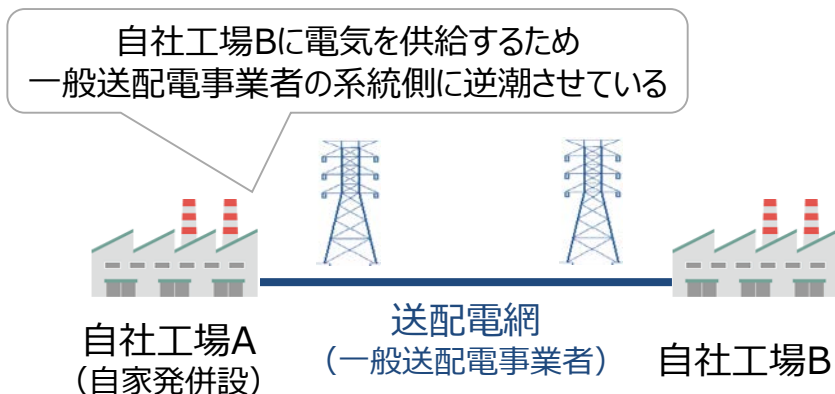 自社工場Bに電気を供給するため
一般送配電事業者の系統側に逆潮させている
自社工場A
（自家発併設）
送配電網
（一般送配電事業者）
自社工場B